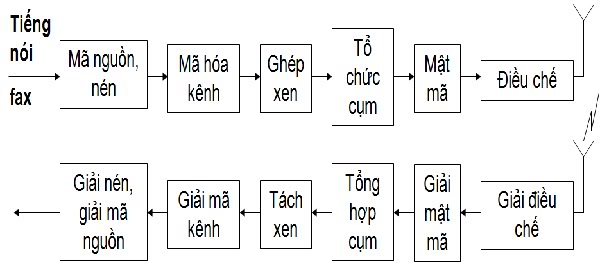 Tiếng
nói
fax
Mã nguồn,
nén
Mã hóa
kênh
Ghép
xen
Tổ
chức
cụm
Mật
mã
Điều chế
Giải nén,
giải mã
nguồn
Giải mã
kênh
Tách
xen
Tổng
hợp
cụm
Giải
mật
mã
Giải điều
chế